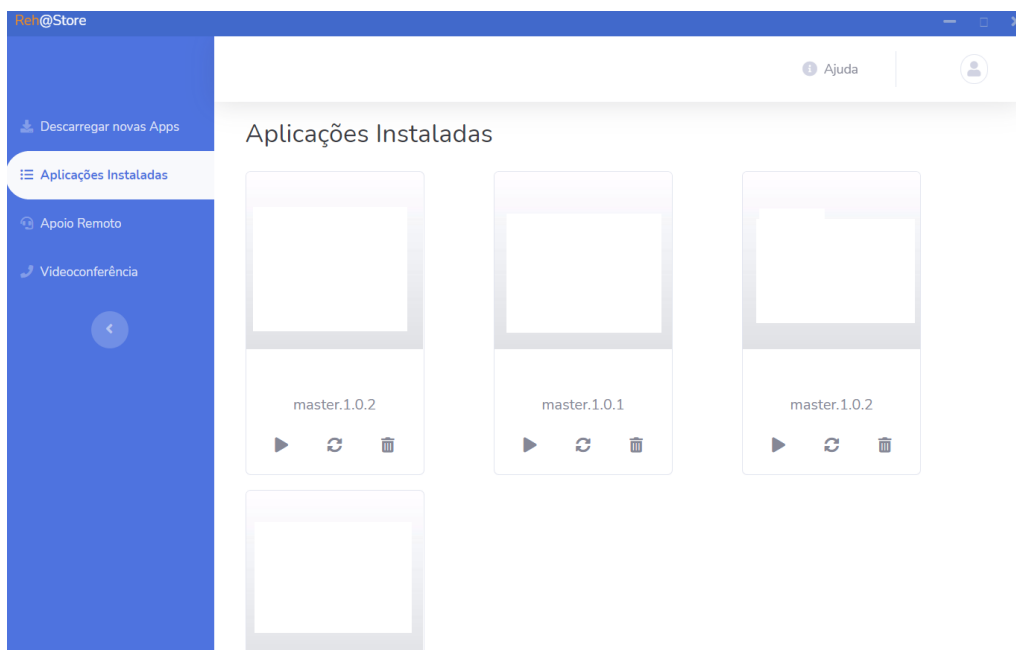 Reh@Store
Ajuda
Descarregar novas Apps
Aplicações Instaladas
Apoio Remoto
Videoconferência
Aplicações Instaladas
master.1.0.2
master.1.0.1
master.1.0.2